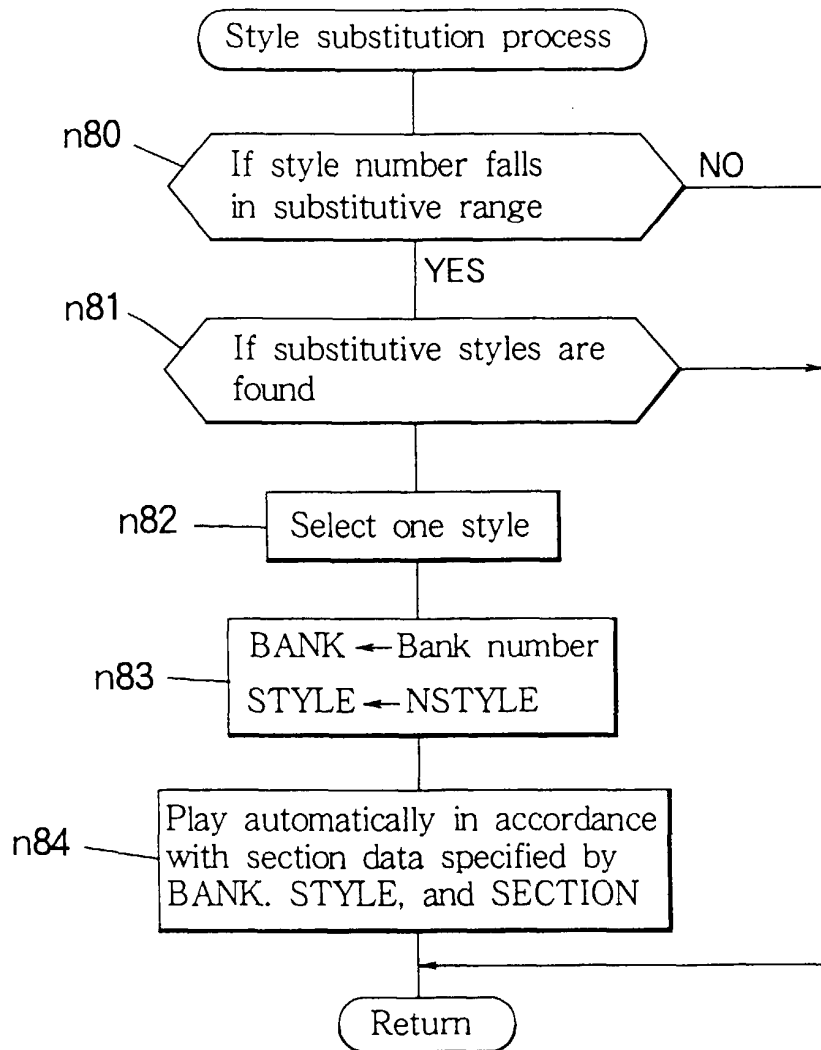 Style substitution process
n80
If style number falls
in substitutive range
NO
YES
n81
If substitutive styles are
found
n82
Select one style
n83
BANK ← Bank number
STYLE ← NSTYLE
n84
Play automatically in accordance
with section data specified by
BANK. STYLE, and SECTION
Return